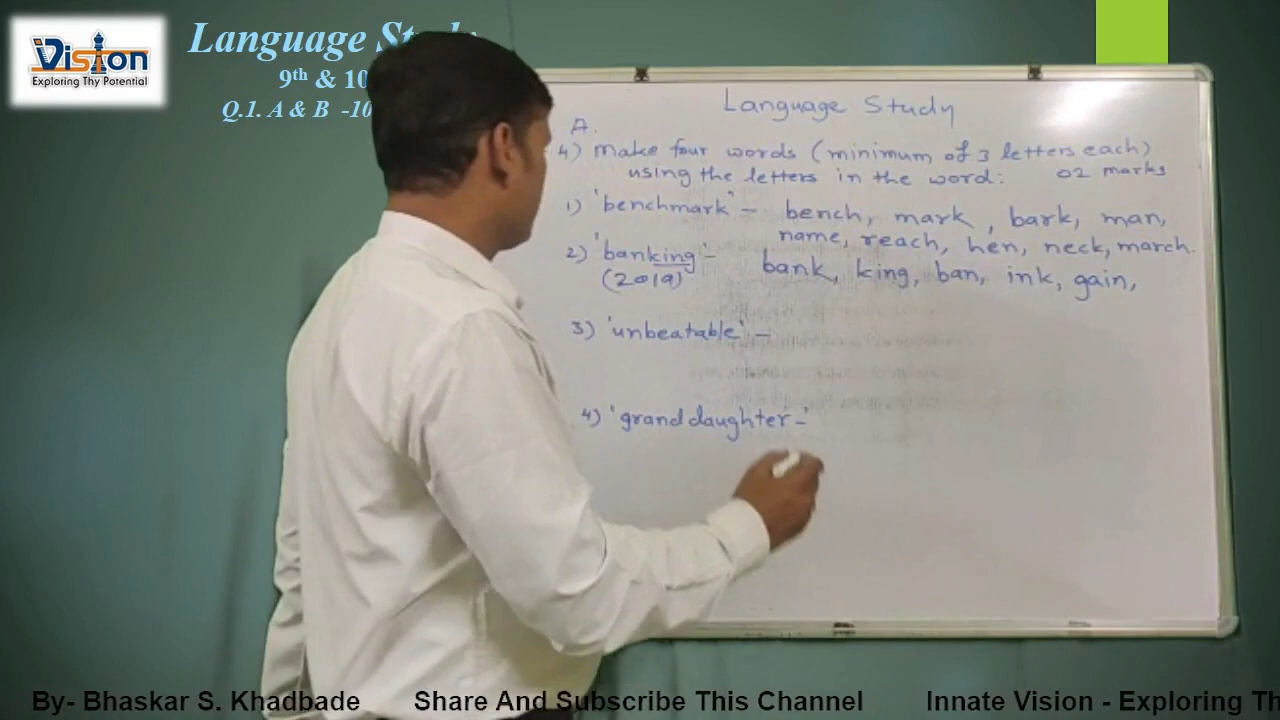 Vision
Exploring Thy Potential
Language Study
9th & 10
Q.1. A & B -10
Language Study
A.
4) Make four words (minimum of 3 letters each)
using the letters in the word: 02 marks
1) 'benchmark' - bench, mark, bark, man,
name, reach, hen, neck, march.
2) 'banking' - bank, king, ban, ink, gain,
(2019)
3) 'unbeatable' -
4) 'granddaughter -'
By- Bhaskar S. Khadbade Share And Subscribe This Channel Innate Vision - Exploring Th